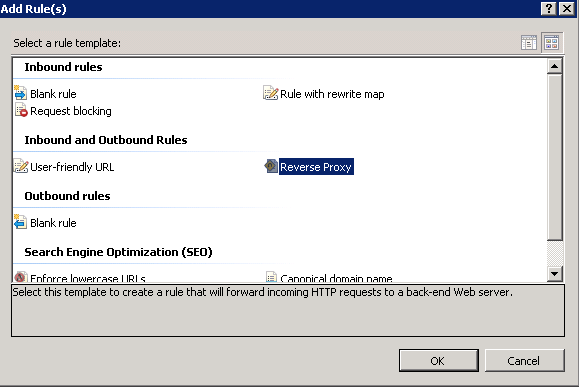 Add Rule(s)
Select a rule template:
Inbound rules
Blank rule
Rule with rewrite map
Request blocking
Inbound and Outbound Rules
User-friendly URL
Reverse Proxy
Outbound rules
Blank rule
Search Engine Optimization (SEO)
Enforce lowercase URLs
Canonical domain name
Select this template to create a rule that will forward incoming HTTP requests to a back-end Web server.
OK
Cancel